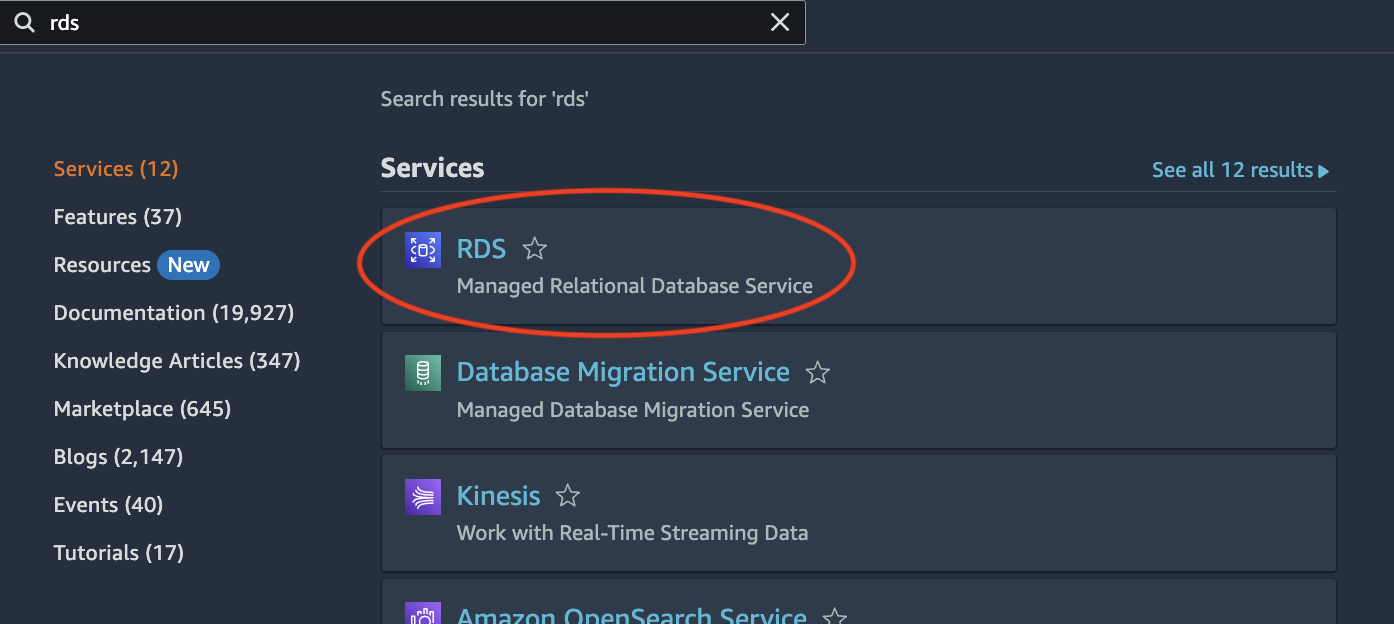 rds
Search results for 'rds'
Services (12)
Features (37)
Resources New
Documentation (19,927)
Knowledge Articles (347)
Marketplace (645)
Blogs (2,147)
Events (40)
Tutorials (17)
Services
See all 12 results
RDS
Managed Relational Database Service
Database Migration Service
Managed Database Migration Service
Kinesis
Work with Real-Time Streaming Data
Amazon OpenSearch Service